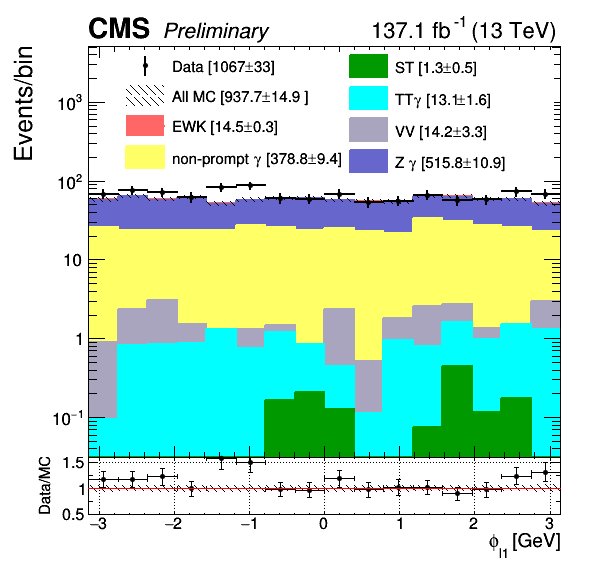 CMS Preliminary 137.1 fb⁻¹ (13 TeV)
Events/bin
Data [1067±33]
All MC [937.7±14.9 ]
EWK [14.5±0.3]
non-prompt γ [378.8±9.4]
ST [1.3±0.5]
TTγ [13.1±1.6]
VV [14.2±3.3]
Z γ [515.8±10.9]
10³
10²
10
1
10⁻¹
Data/MC
1.5
1
0.5
−3 −2 −1 0 1 2 3
ϕ_l1 [GeV]